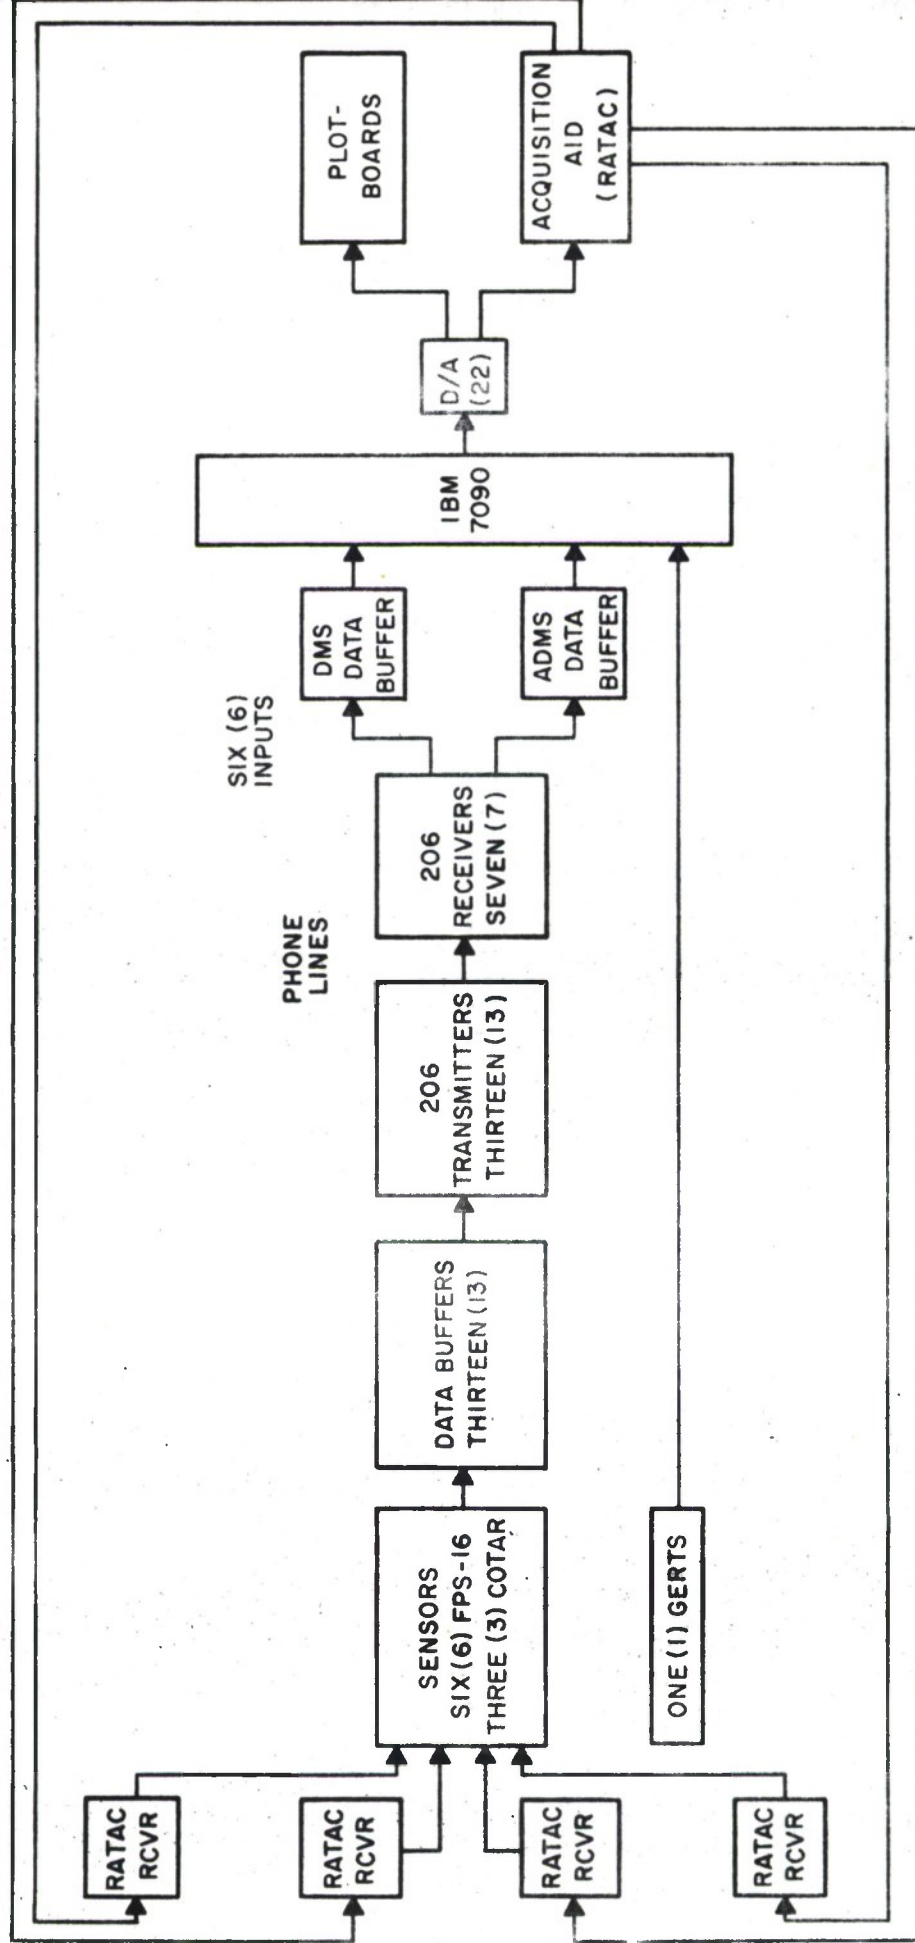 RATAC
RCVR
RATAC
RCVR
RATAC
RCVR
RATAC
RCVR
SENSORS
SIX (6) FPS-16
THREE (3) COTAR
ONE (1) GERTS
DATA BUFFERS
THIRTEEN (13)
206
TRANSMITTERS
THIRTEEN (13)
PHONE
LINES
206
RECEIVERS
SEVEN (7)
SIX (6)
INPUTS
DMS
DATA
BUFFER
ADMS
DATA
BUFFER
IBM
7090
D/A
(22)
PLOT-
BOARDS
ACQUISITION
AID
(RATAC)